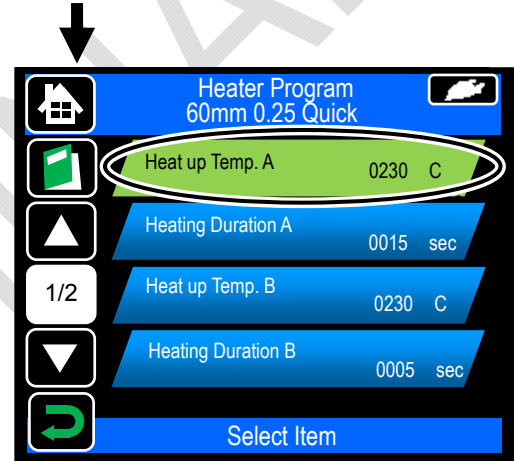 Heater Program
60mm 0.25 Quick
Heat up Temp. A
0230 C
Heating Duration A
0015 sec
1/2
Heat up Temp. B
0230 C
Heating Duration B
0005 sec
Select Item